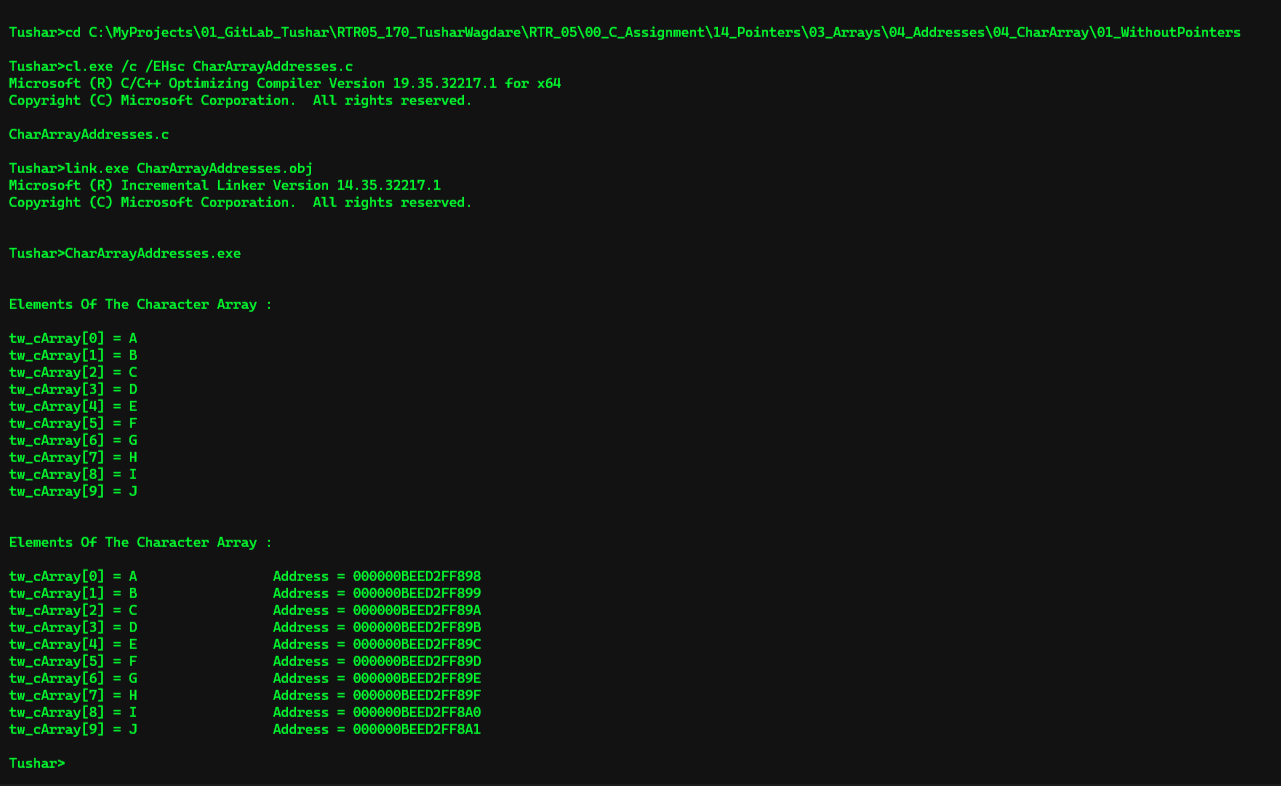 Tushar>cd C:\MyProjects\01_GitLab_Tushar\RTR05_170_TusharWagdare\RTR_05\00_C_Assignment\14_Pointers\03_Arrays\04_Addresses\04_CharArray\01_WithoutPointers
Tushar>cl.exe /c /EHsc CharArrayAddresses.c
Microsoft (R) C/C++ Optimizing Compiler Version 19.35.32217.1 for x64
Copyright (C) Microsoft Corporation.  All rights reserved.
CharArrayAddresses.c
Tushar>link.exe CharArrayAddresses.obj
Microsoft (R) Incremental Linker Version 14.35.32217.1
Copyright (C) Microsoft Corporation.  All rights reserved.
Tushar>CharArrayAddresses.exe
Elements Of The Character Array :
tw_cArray[0] = A
tw_cArray[1] = B
tw_cArray[2] = C
tw_cArray[3] = D
tw_cArray[4] = E
tw_cArray[5] = F
tw_cArray[6] = G
tw_cArray[7] = H
tw_cArray[8] = I
tw_cArray[9] = J
Elements Of The Character Array :
tw_cArray[0] = A                 Address = 000000BEED2FF898
tw_cArray[1] = B                 Address = 000000BEED2FF899
tw_cArray[2] = C                 Address = 000000BEED2FF89A
tw_cArray[3] = D                 Address = 000000BEED2FF89B
tw_cArray[4] = E                 Address = 000000BEED2FF89C
tw_cArray[5] = F                 Address = 000000BEED2FF89D
tw_cArray[6] = G                 Address = 000000BEED2FF89E
tw_cArray[7] = H                 Address = 000000BEED2FF89F
tw_cArray[8] = I                 Address = 000000BEED2FF8A0
tw_cArray[9] = J                 Address = 000000BEED2FF8A1
Tushar>